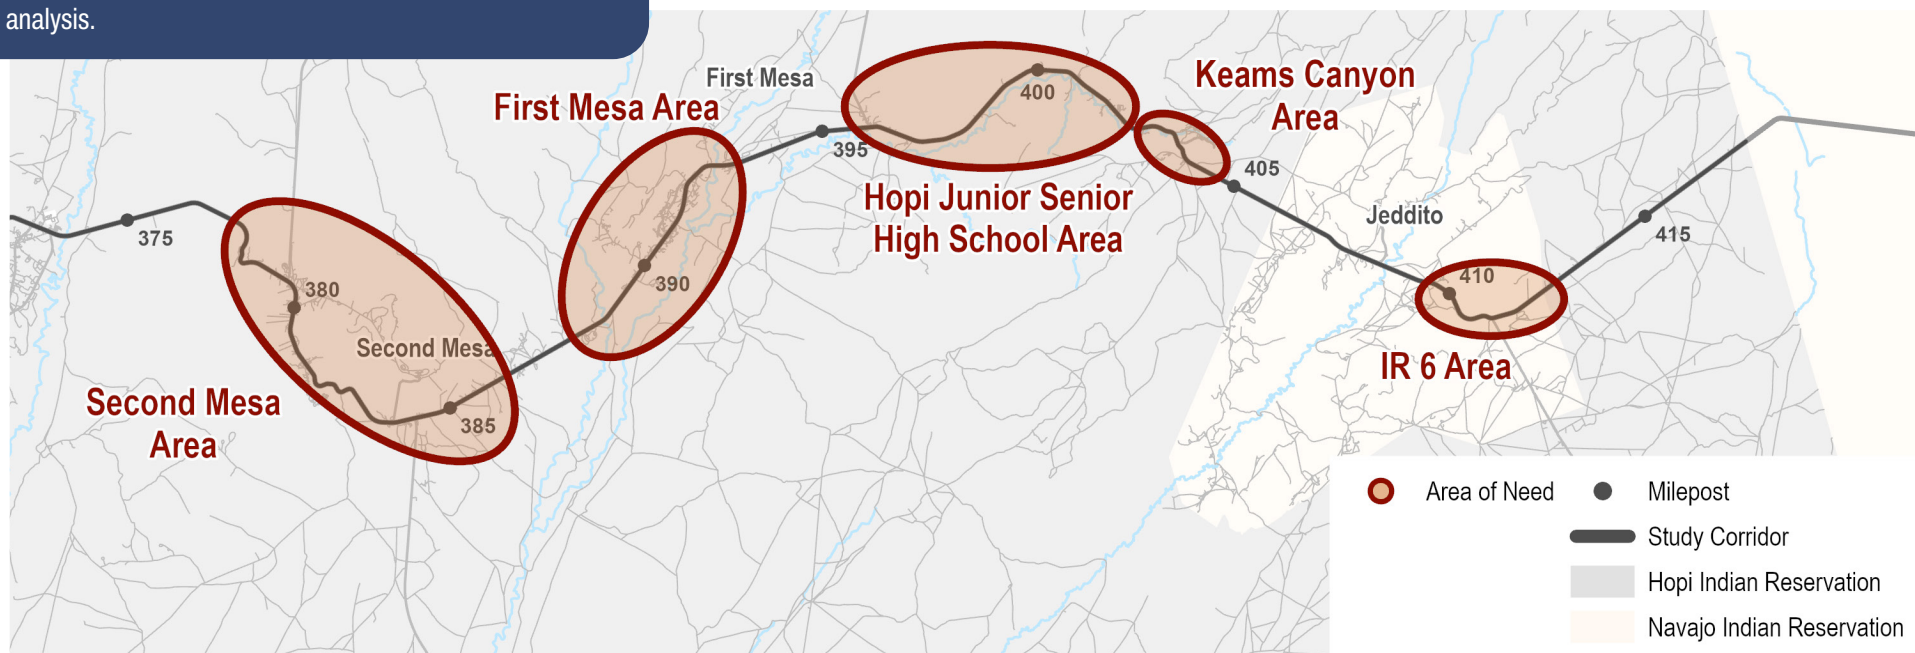 analysis.
First Mesa
Keams Canyon
Area
First Mesa Area
400
395
405
Hopi Junior Senior
High School Area
Jeddito
375
415
390
410
380
Second Mesa
IR 6 Area
Second Mesa
Area
385
Area of Need
Milepost
Study Corridor
Hopi Indian Reservation
Navajo Indian Reservation